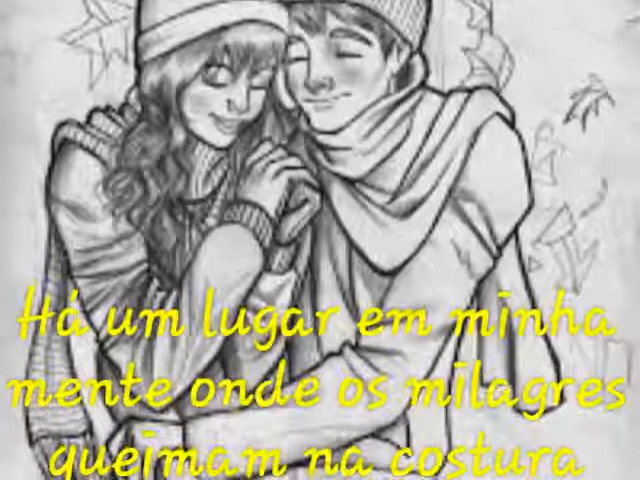 Há um lugar em minha
mente onde os milagres
queimam na costura